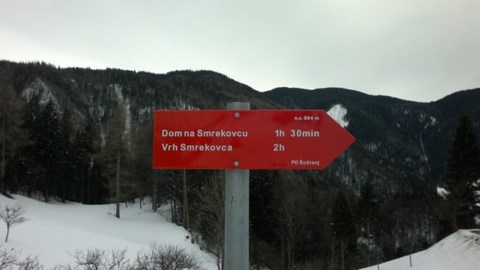 n.v. 964 m
Dom na Smrekovcu 1h 30min
Vrh Smrekovca 2h
PD Šoštanj